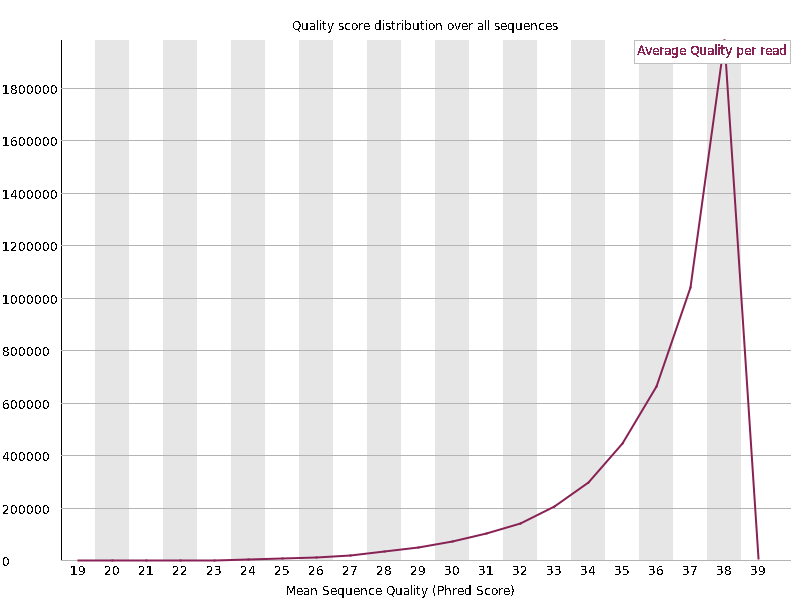 Quality score distribution over all sequences
Average Quality per read
1800000
1600000
1400000
1200000
1000000
800000
600000
400000
200000
0
19 20 21 22 23 24 25 26 27 28 29 30 31 32 33 34 35 36 37 38 39
Mean Sequence Quality (Phred Score)